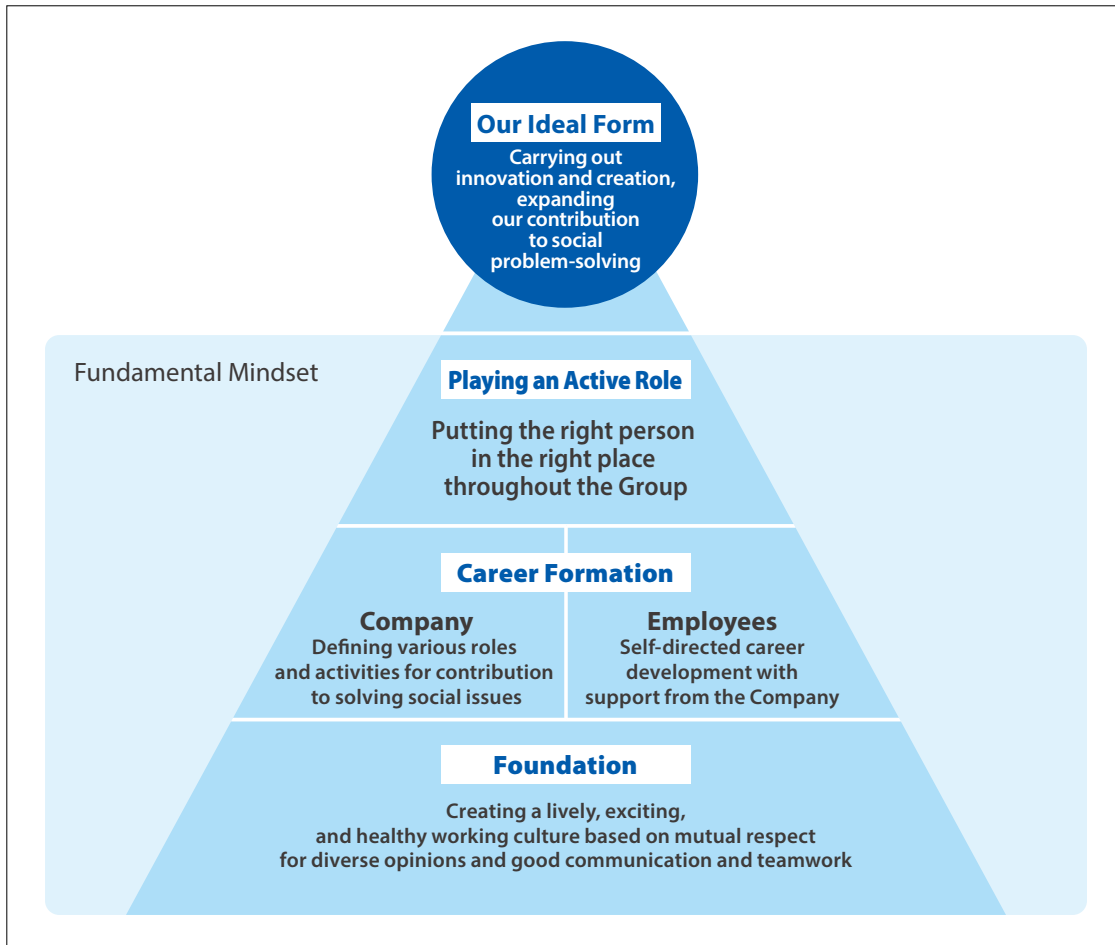 Our Ideal Form
Carrying out
innovation and creation,
expanding
our contribution
to social
problem-solving
Fundamental Mindset
Playing an Active Role
Putting the right person
in the right place
throughout the Group
Career Formation
Company
Defining various roles
and activities for contribution
to solving social issues
Employees
Self-directed career
development with
support from the Company
Foundation
Creating a lively, exciting,
and healthy working culture based on mutual respect
for diverse opinions and good communication and teamwork